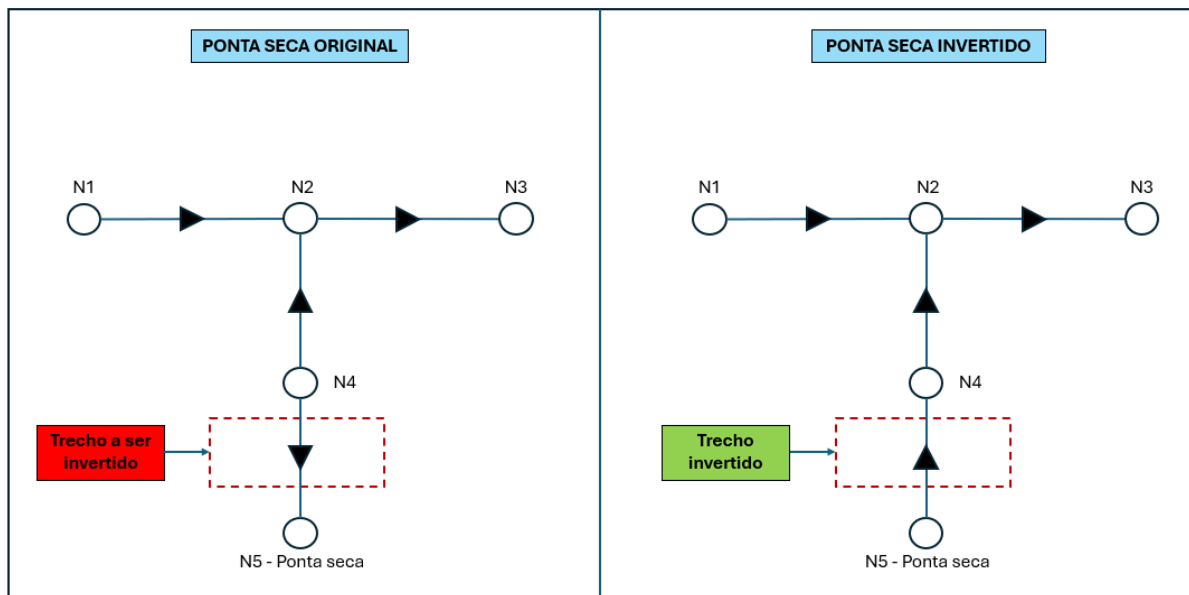 PONTA SECA ORIGINAL
N1
N2
N3
N4
Trecho a ser
invertido
N5 - Ponta seca
PONTA SECA INVERTIDO
N1
N2
N3
N4
Trecho
invertido
N5 - Ponta seca